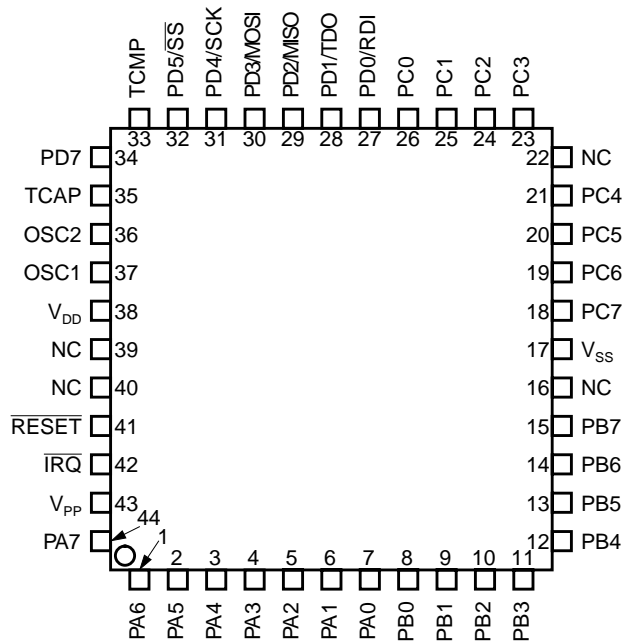 TCMP
PD5/S̅S̅
PD4/SCK
PD3/MOSI
PD2/MISO
PD1/TDO
PD0/RDI
PC0
PC1
PC2
PC3
33 32 31 30 29 28 27 26 25 24 23
PD7 34
TCAP 35
OSC2 36
OSC1 37
VDD 38
NC 39
NC 40
R̅E̅S̅E̅T̅ 41
I̅R̅Q̅ 42
VPP 43
PA7 44
22 NC
21 PC4
20 PC5
19 PC6
18 PC7
17 VSS
16 NC
15 PB7
14 PB6
13 PB5
12 PB4
1 2 3 4 5 6 7 8 9 10 11
PA6
PA5
PA4
PA3
PA2
PA1
PA0
PB0
PB1
PB2
PB3